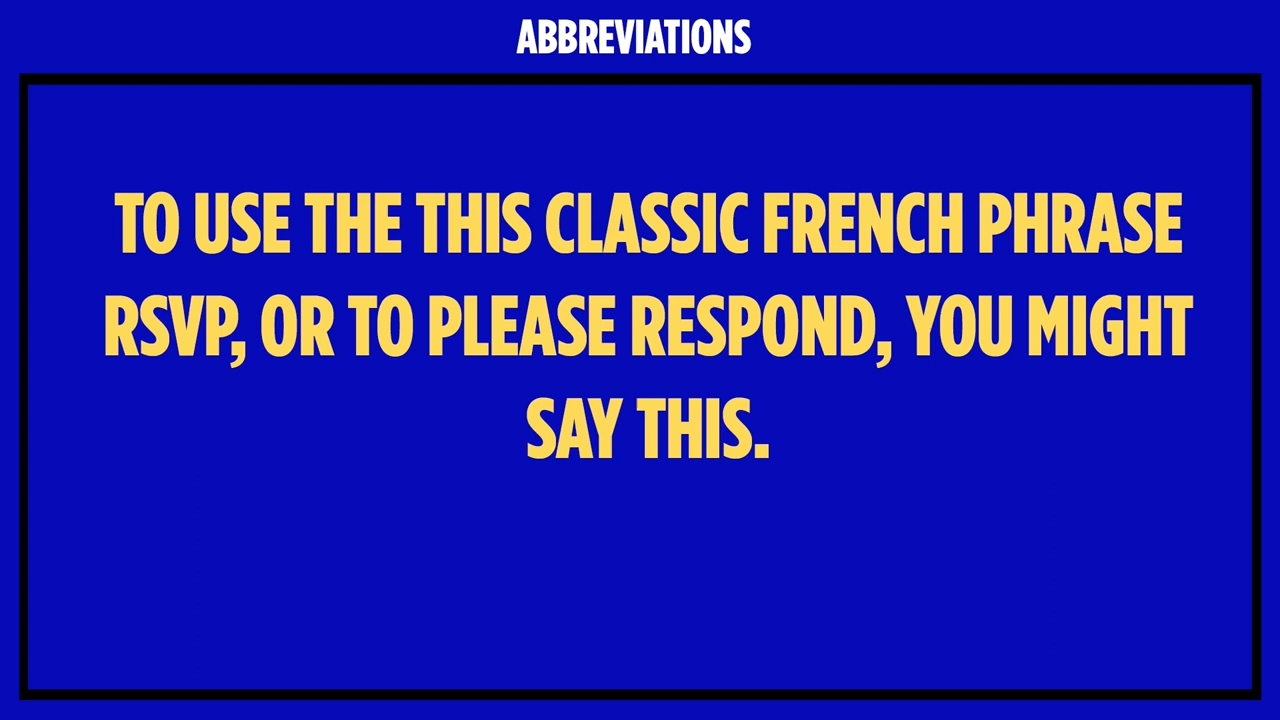 ABBREVIATIONS
TO USE THE THIS CLASSIC FRENCH PHRASE
RSVP, OR TO PLEASE RESPOND, YOU MIGHT
SAY THIS.